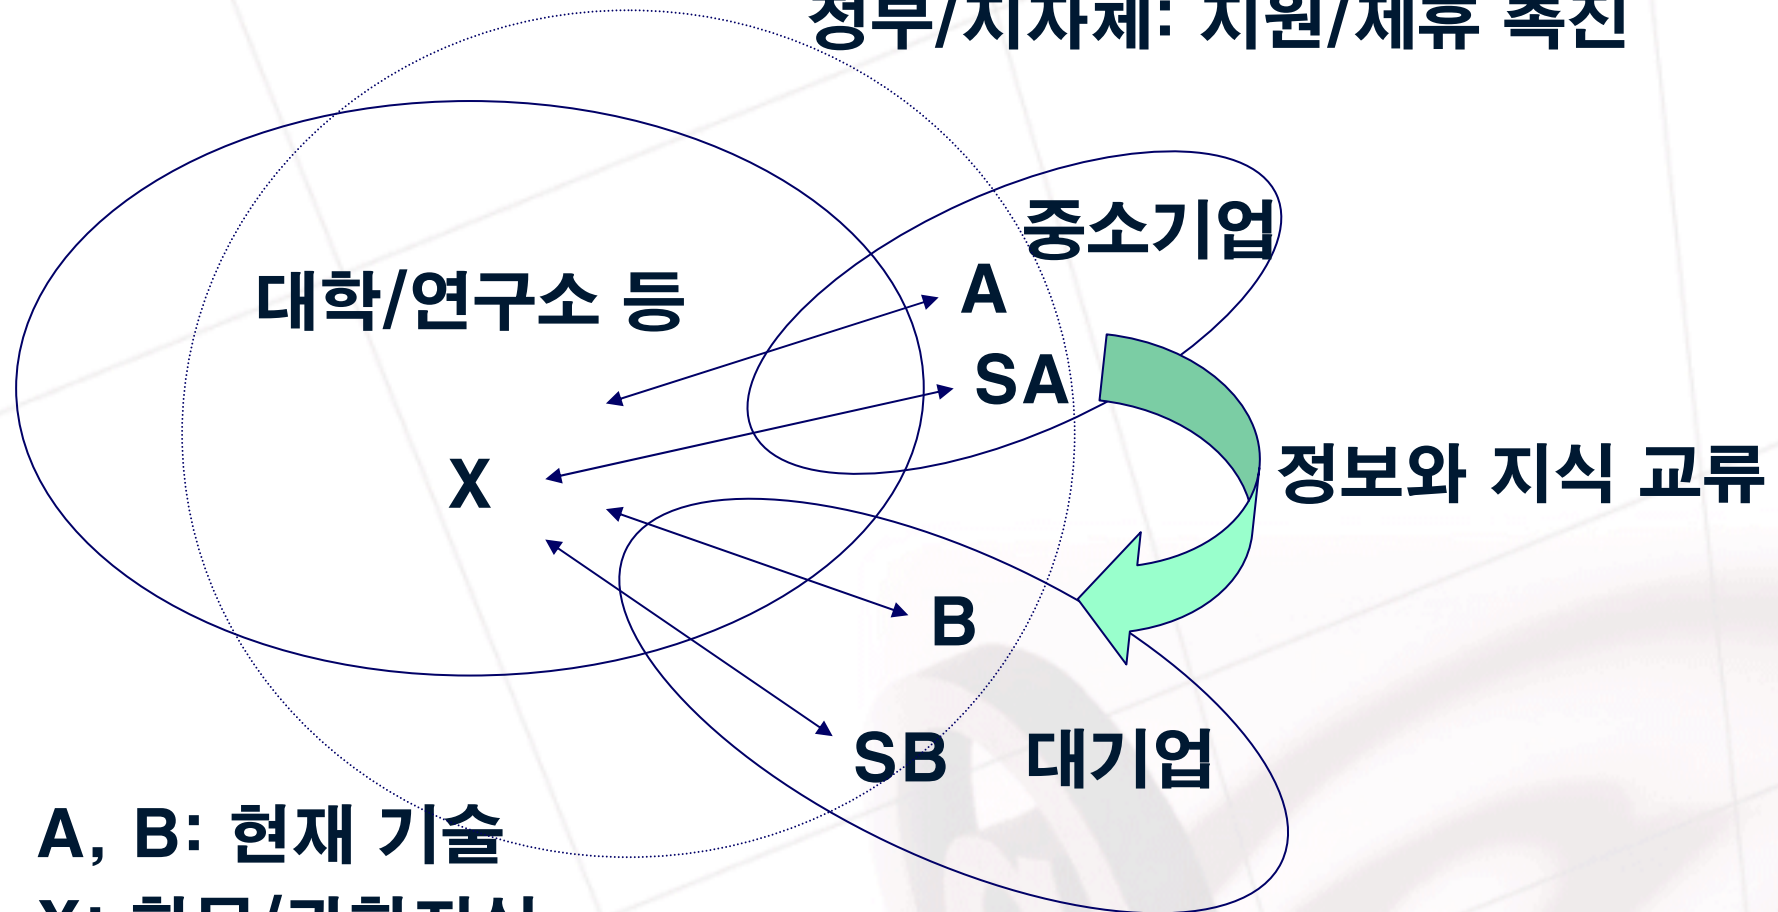 정부/지자체: 지원/제휴 촉진
중소기업
대학/연구소 등
A
SA
정보와 지식 교류
X
B
SB 대기업
A, B: 현재 기술
X: